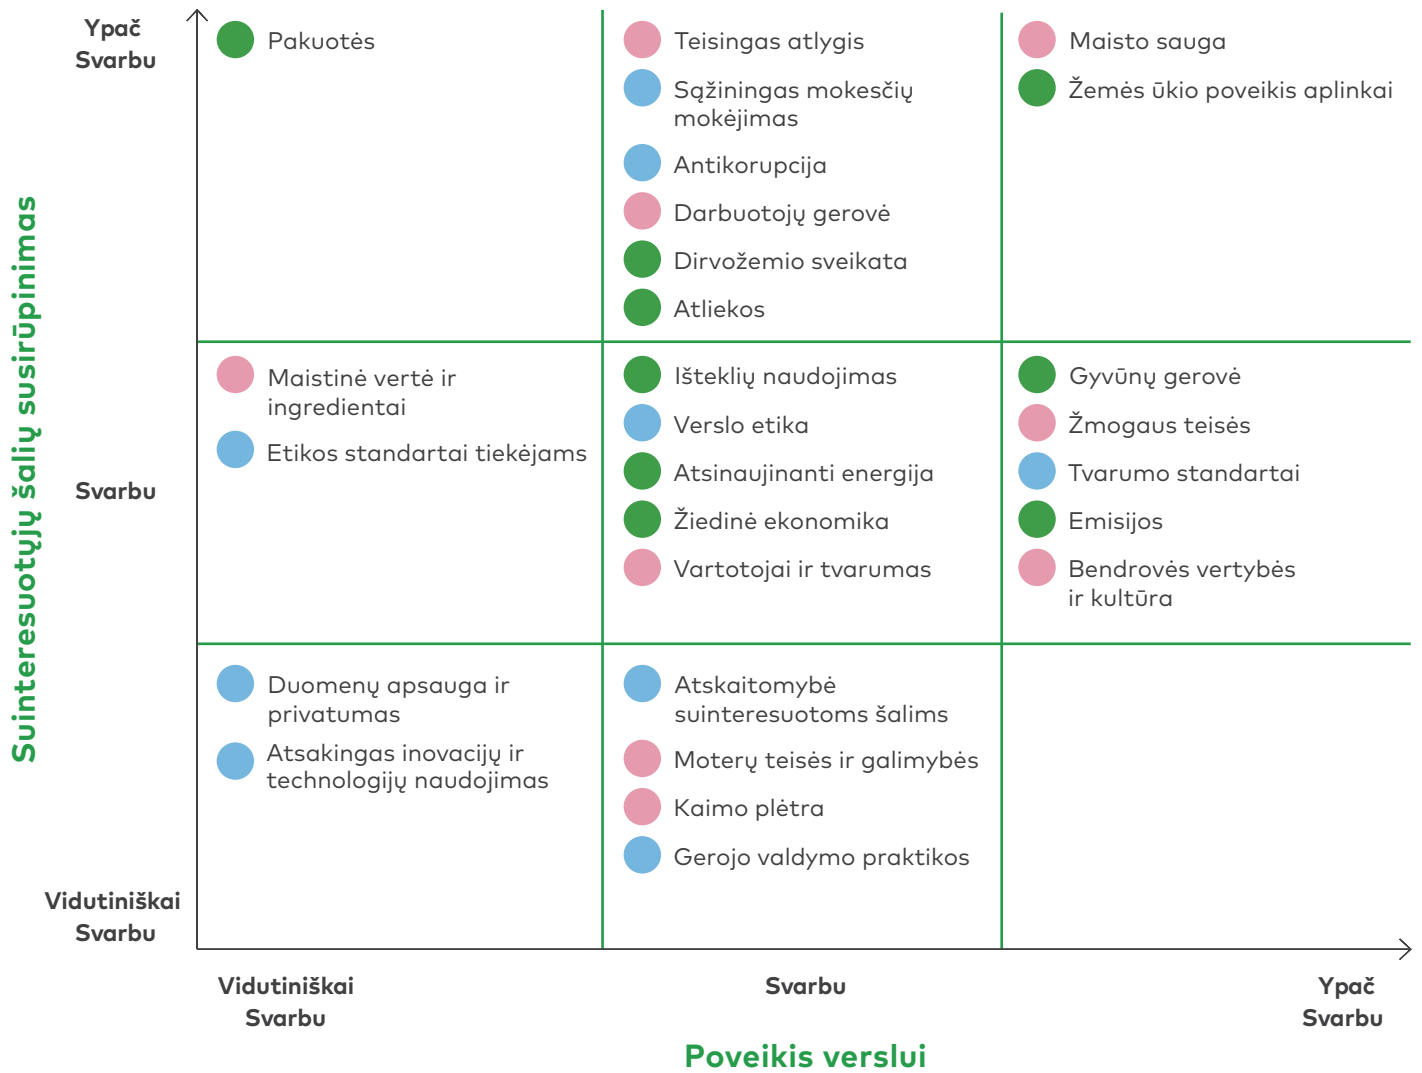 Suinteresuotųjų šalių susirūpinimas
Ypač
Svarbu
Pakuotės
Teisingas atlygis
Sąžiningas mokesčių
mokėjimas
Antikorupcija
Darbuotojų gerovė
Dirvožemio sveikata
Atliekos
Maisto sauga
Žemės ūkio poveikis aplinkai
Svarbu
Maistinė vertė ir
ingredientai
Etikos standartai tiekėjams
Išteklių naudojimas
Verslo etika
Atsinaujinanti energija
Žiedinė ekonomika
Vartotojai ir tvarumas
Gyvūnų gerovė
Žmogaus teisės
Tvarumo standartai
Emisijos
Bendrovės vertybės
ir kultūra
Vidutiniškai
Svarbu
Duomenų apsauga ir
privatumas
Atsakingas inovacijų ir
technologijų naudojimas
Atskaitomybė
suinteresuotoms šalims
Moterų teisės ir galimybės
Kaimo plėtra
Gerojo valdymo praktikos
Vidutiniškai
Svarbu
Svarbu
Ypač
Svarbu
Poveikis verslui